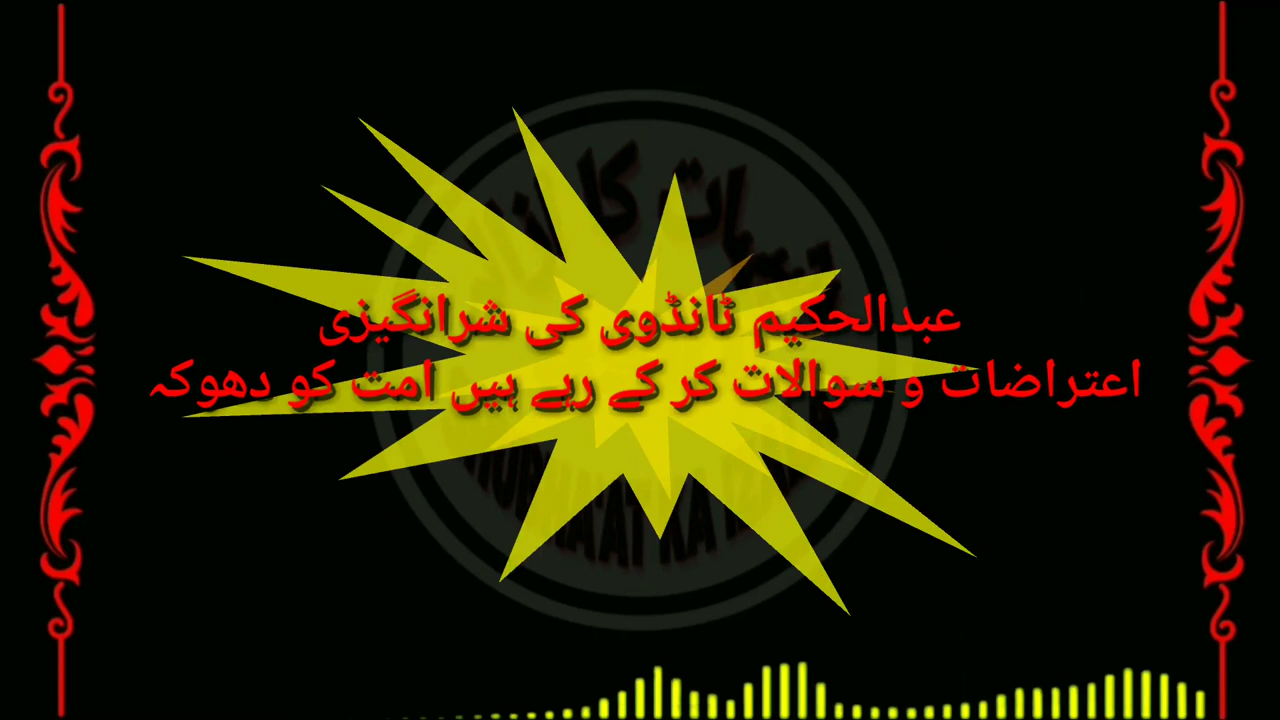 عبدالحکیم ٹانڈوی کی شرانگیزی
اعتراضات و سوالات کر کے رہے ہیں امت کو دھوکہ